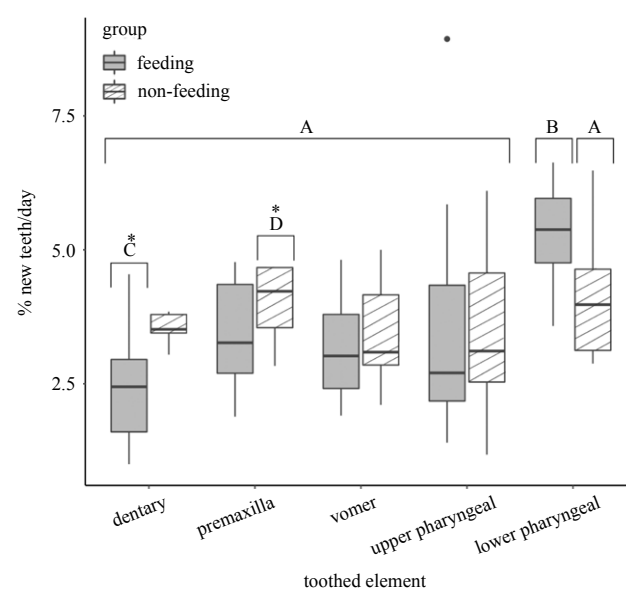 group
feeding
non-feeding
A
B
A
*
D
*
C
7.5
5.0
2.5
% new teeth/day
dentary
premaxilla
vomer
upper pharyngeal
lower pharyngeal
toothed element